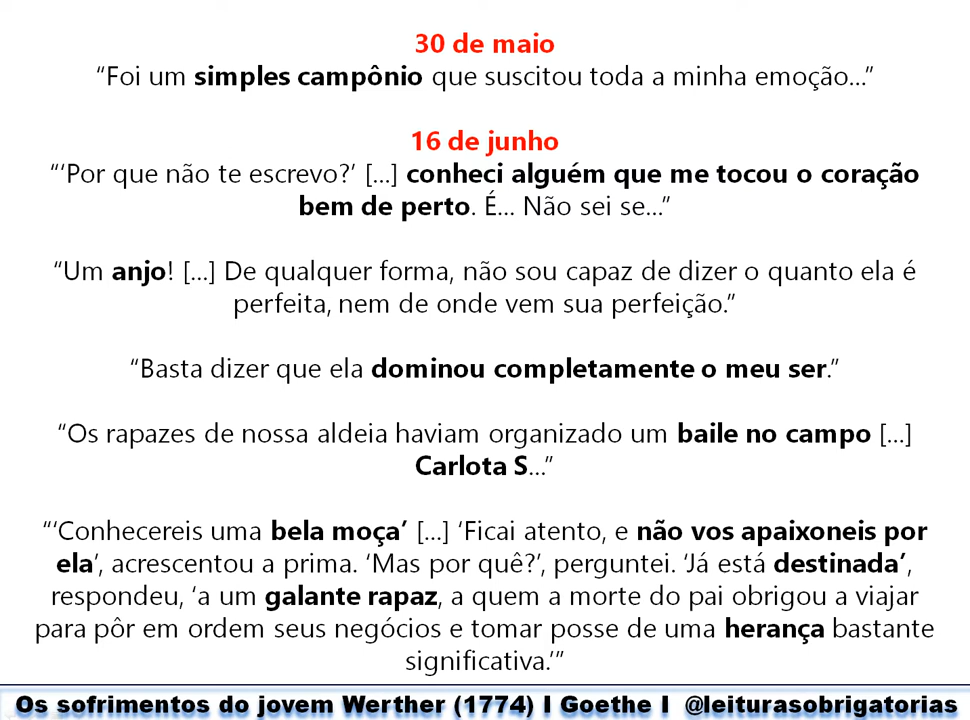 30 de maio
“Foi um simples campônio que suscitou toda a minha emoção...”
16 de junho
“‘Por que não te escrevo?’ [...] conheci alguém que me tocou o coração
bem de perto. É... Não sei se...”
“Um anjo! [...] De qualquer forma, não sou capaz de dizer o quanto ela é
perfeita, nem de onde vem sua perfeição.”
“Basta dizer que ela dominou completamente o meu ser.”
“Os rapazes de nossa aldeia haviam organizado um baile no campo [...]
Carlota S...”
“‘Conhecereis uma bela moça’ [...] ‘Ficai atento, e não vos apaixoneis por
ela’, acrescentou a prima. ‘Mas por quê?’, perguntei. ‘Já está destinada’,
respondeu, ‘a um galante rapaz, a quem a morte do pai obrigou a viajar
para pôr em ordem seus negócios e tomar posse de uma herança bastante
significativa.’”
Os sofrimentos do jovem Werther (1774) I Goethe I @leiturasobrigatorias